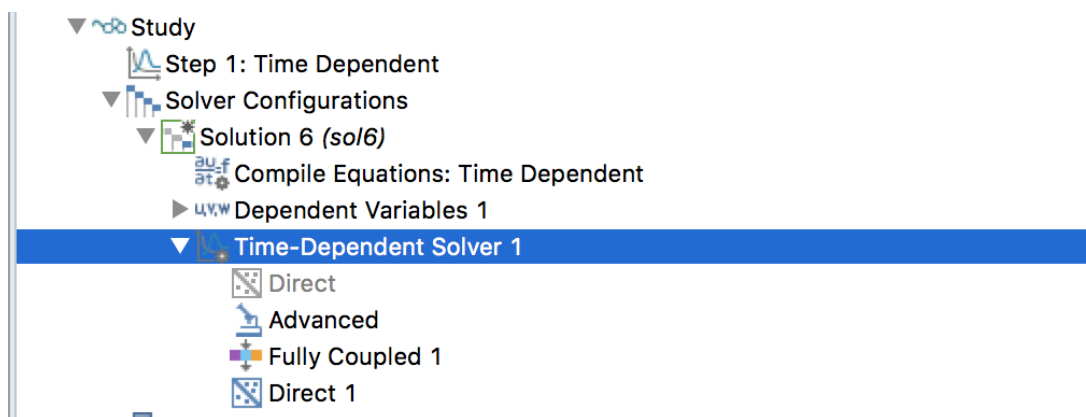 Study
Step 1: Time Dependent
Solver Configurations
Solution 6 (sol6)
Compile Equations: Time Dependent
Dependent Variables 1
Time-Dependent Solver 1
Direct
Advanced
Fully Coupled 1
Direct 1